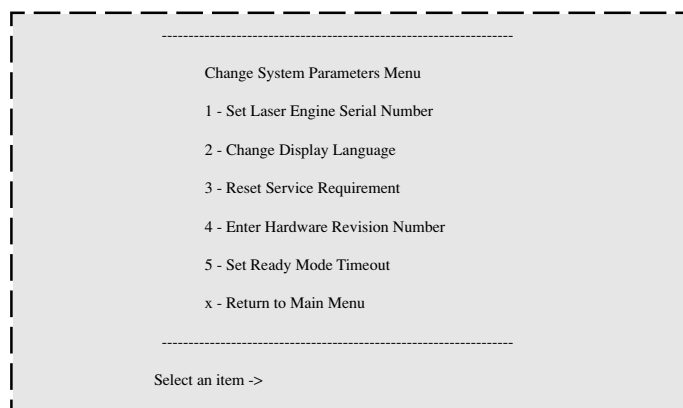 -------------------------------------------------------------------
Change System Parameters Menu
1 - Set Laser Engine Serial Number
2 - Change Display Language
3 - Reset Service Requirement
4 - Enter Hardware Revision Number
5 - Set Ready Mode Timeout
x - Return to Main Menu
-------------------------------------------------------------------
Select an item ->